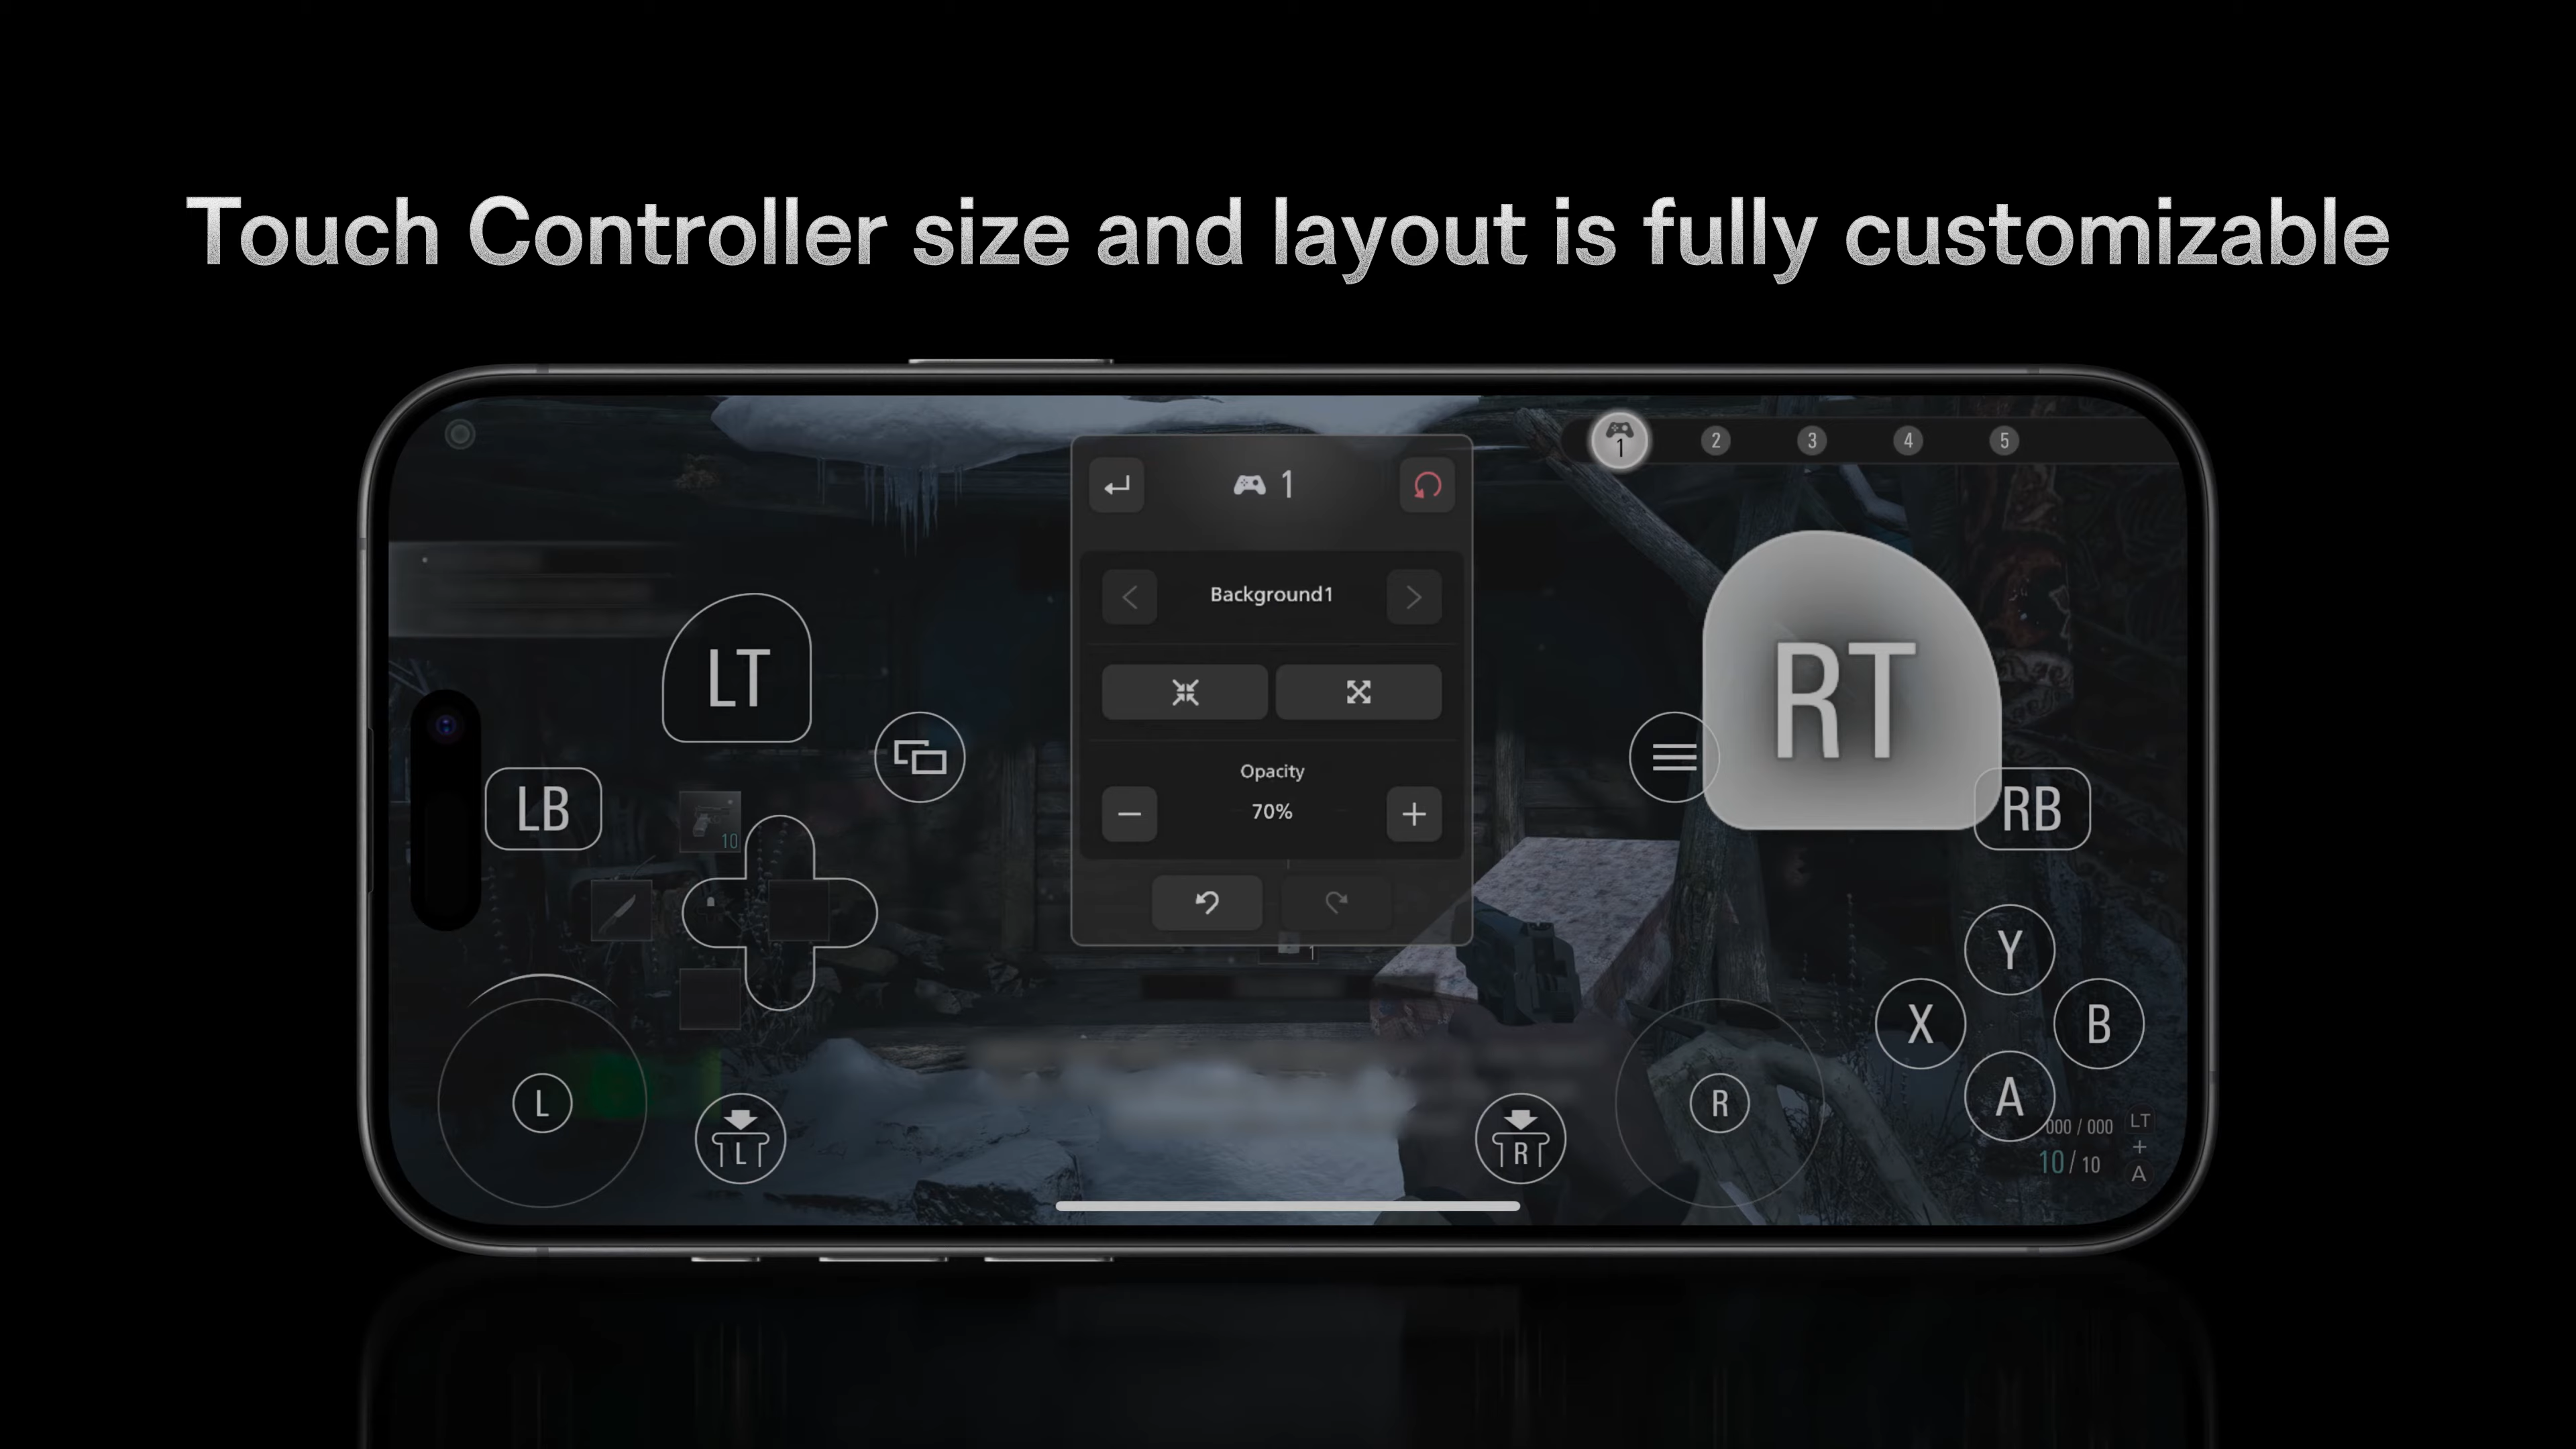 Touch Controller size and layout is fully customizable
1
1 2 3 4 5
Background1
LT
RT
Opacity
70%
LB
RB
10
1
Y
X
B
A
L
R
L
R
000 / 000
LT
+
10 / 10
A